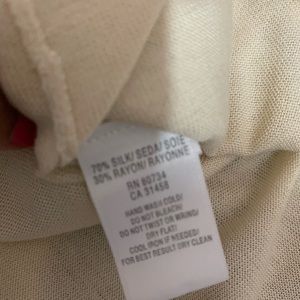 70% SILK/ SEDA/ SOIE
30% RAYON/ RAYONNE
RN 80734
CA 31458
HAND WASH COLD/
DO NOT BLEACH/
DO NOT TWIST OR WRING/
DRY FLAT/
COOL IRON IF NEEDED/
FOR BEST RESULT DRY CLEAN